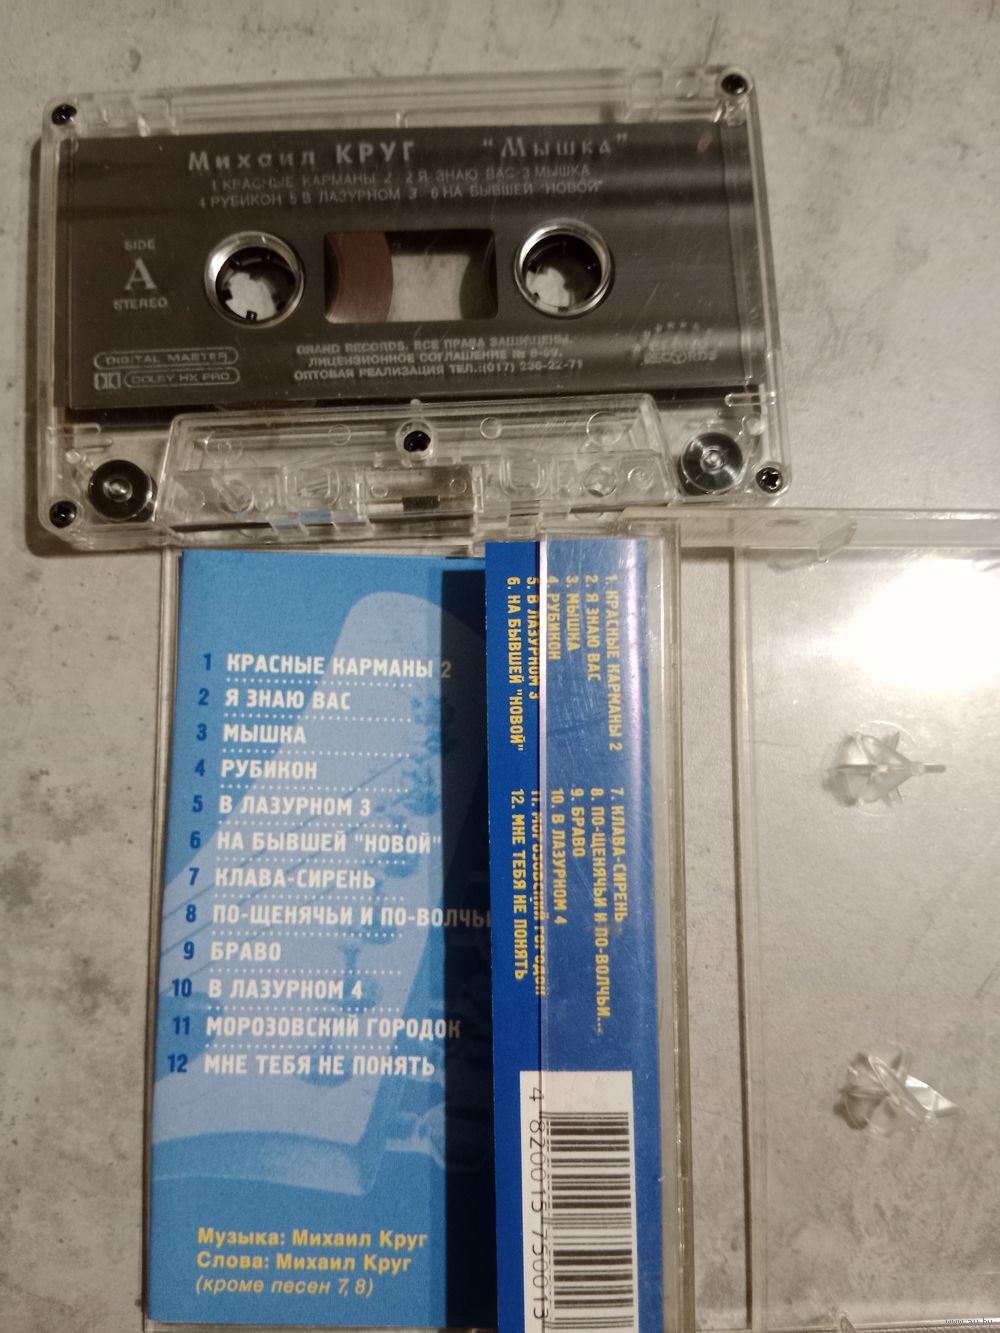 Михаил КРУГ "Мышка"
1 КРАСНЫЕ КАРМАНЫ 2 2 Я ЗНАЮ ВАС 3 МЫШКА
4 РУБИКОН 5 В ЛАЗУРНОМ 3 6 НА БЫВШЕЙ "НОВОЙ"
SIDE
A
STEREO
DIGITAL MASTER
DOLBY HX PRO
GRAND RECORDS. ВСЕ ПРАВА ЗАЩИЩЕНЫ.
ЛИЦЕНЗИОННОЕ СОГЛАШЕНИЕ №
ОПТОВАЯ РЕАЛИЗАЦИЯ ТЕЛ.:(017) 236-22-71
RECORDS
1 КРАСНЫЕ КАРМАНЫ 2
2 Я ЗНАЮ ВАС
3 МЫШКА
4 РУБИКОН
5 В ЛАЗУРНОМ 3
6 НА БЫВШЕЙ "НОВОЙ"
7 КЛАВА-СИРЕНЬ
8 ПО-ЩЕНЯЧЬИ И ПО-ВОЛЧЬИ
9 БРАВО
10 В ЛАЗУРНОМ 4
11 МОРОЗОВСКИЙ ГОРОДОК
12 МНЕ ТЕБЯ НЕ ПОНЯТЬ
Музыка: Михаил Круг
Слова: Михаил Круг
(кроме песен 7, 8)
1. КРАСНЫЕ КАРМАНЫ 2
2. Я ЗНАЮ ВАС
3. МЫШКА
4. РУБИКОН
5. В ЛАЗУРНОМ 3
6. НА БЫВШЕЙ "НОВОЙ"
7. КЛАВА-СИРЕНЬ
8. ПО-ЩЕНЯЧЬИ И ПО-ВОЛЧЬИ...
9. БРАВО
10. В ЛАЗУРНОМ 4
11. МОРОЗОВСКИЙ ГОРОДОК
12. МНЕ ТЕБЯ НЕ ПОНЯТЬ
4 820015 750013